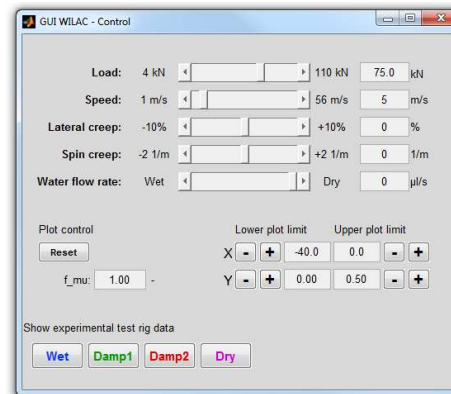 GUI WILAC - Control
Load: 4 kN 110 kN 75.0 kN
Speed: 1 m/s 56 m/s 5 m/s
Lateral creep: -10% +10% 0 %
Spin creep: -2 1/m +2 1/m 0 1/m
Water flow rate: Wet Dry 0 µl/s
Plot control Lower plot limit Upper plot limit
Reset X - + -40.0 0.0 - +
f_mu: 1.00 - Y - + 0.00 0.50 - +
Show experimental test rig data
Wet Damp1 Damp2 Dry